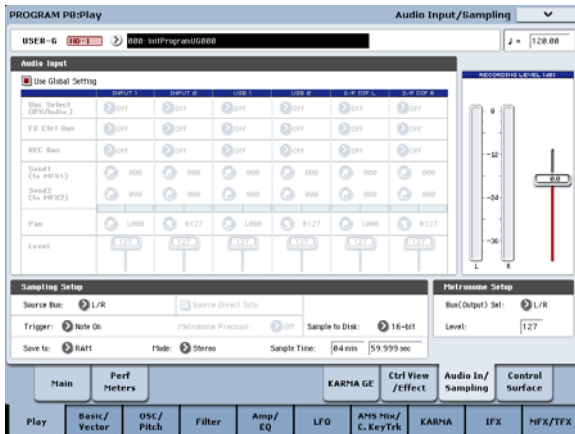 PROGRAM P0:Play Audio Input/Sampling
USER-G HD-1 000: InitProgramUG000 ♩ = 120.00
Audio Input
Use Global Setting
RECORDING LEVEL [dB]
INPUT 1 INPUT 2 USB 1 USB 2 S/P DIF L S/P DIF R
Bus Select (IFX/Indiv.) Off Off Off Off Off Off
FX Ctrl Bus Off Off Off Off Off Off
REC Bus Off Off Off Off Off Off
Send1 (to MFX1) 000 000 000 000 000 000
Send2 (to MFX2) 000 000 000 000 000 000
Pan L000 R127 L000 R127 L000 R127
Level 127 127 127 127 127 127
0
-12
-24
-36
0.0
L R
Sampling Setup
Source Bus: L/R Source Direct Solo
Trigger: Note On Metronome Precount: Off Sample to Disk: 16-bit
Save to: RAM Mode: Stereo Sample Time: 04 min 59.999 sec
Metronome Setup
Bus(Output) Sel: L/R
Level: 127
Main Perf Meters KARMA GE Ctrl View /Effect Audio In/ Sampling Control Surface
Play Basic/ Vector OSC/ Pitch Filter Amp/ EQ LFO AMS Mix/ C. KeyTrk KARMA IFX MFX/TFX